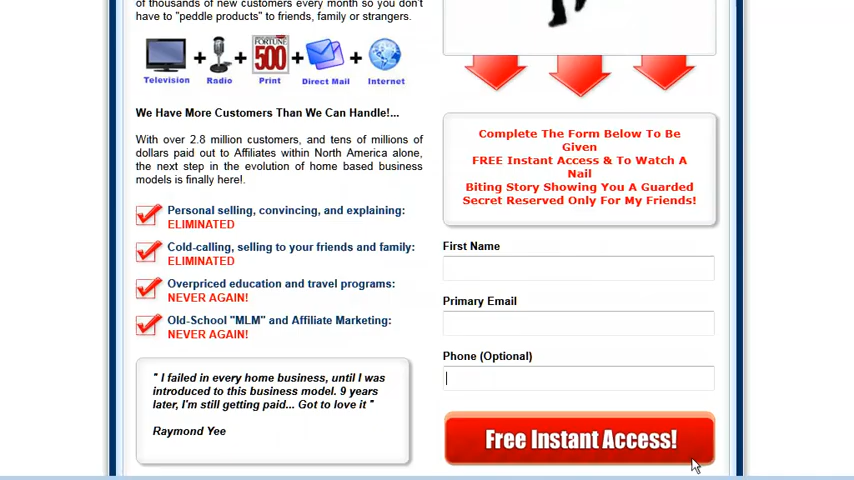 of thousands of new customers every month so you don't
have to "peddle products" to friends, family or strangers.
FORTUNE
500
Television
Radio
Print
Direct Mail
Internet
We Have More Customers Than We Can Handle!...
With over 2.8 million customers, and tens of millions of
dollars paid out to Affiliates within North America alone,
the next step in the evolution of home based business
models is finally here!.
Personal selling, convincing, and explaining:
ELIMINATED
Cold-calling, selling to your friends and family:
ELIMINATED
Overpriced education and travel programs:
NEVER AGAIN!
Old-School "MLM" and Affiliate Marketing:
NEVER AGAIN!
" I failed in every home business, until I was
introduced to this business model. 9 years
later, I'm still getting paid... Got to love it "
Raymond Yee
Complete The Form Below To Be
Given
FREE Instant Access & To Watch A
Nail
Biting Story Showing You A Guarded
Secret Reserved Only For My Friends!
First Name
Primary Email
Phone (Optional)
Free Instant Access!